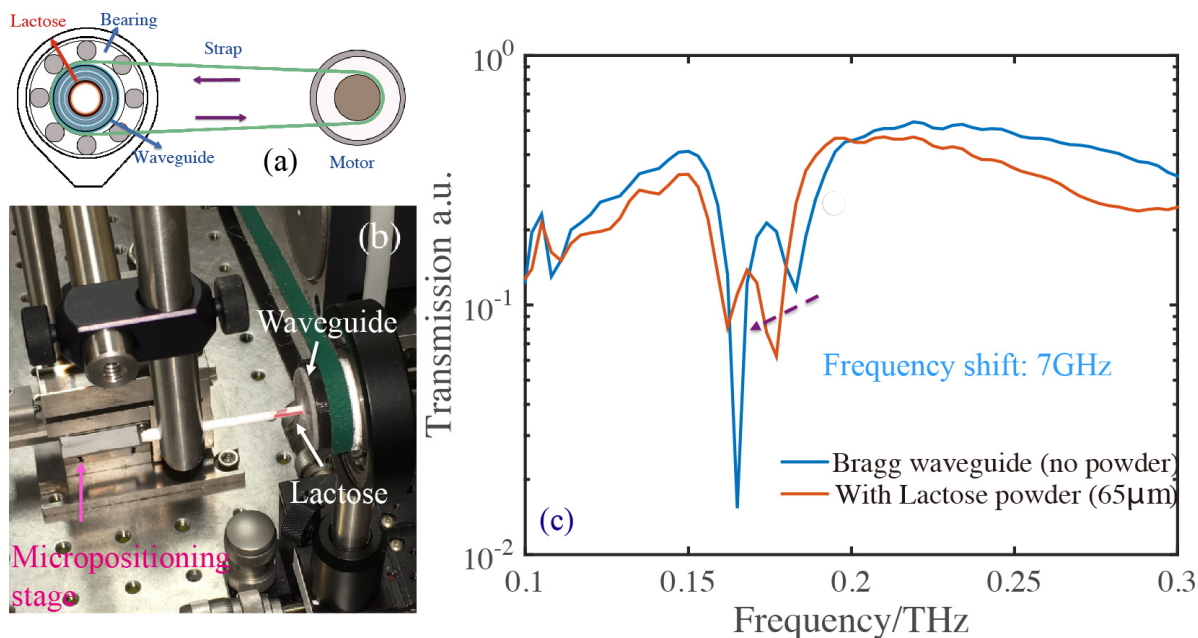 Lactose
Bearing
Strap
Waveguide
(a)
Motor
(b)
Waveguide
Lactose
Micropositioning
stage
Transmission a.u.
10^0
10^-1
10^-2
Frequency shift: 7GHz
Bragg waveguide (no powder)
With Lactose powder (65μm)
(c)
0.1 0.15 0.2 0.25 0.3
Frequency/THz